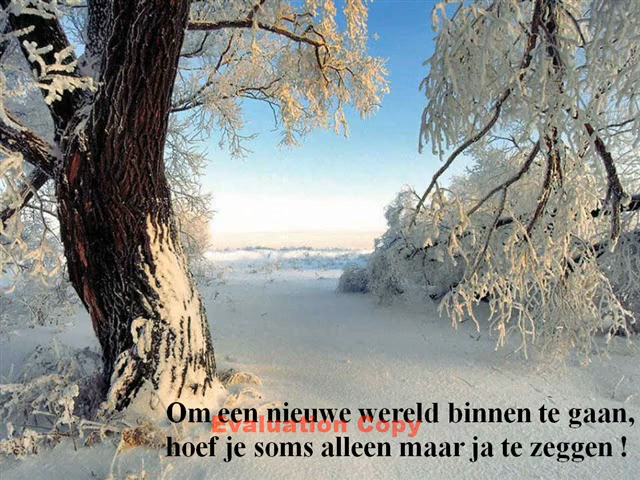 Om een nieuwe wereld binnen te gaan,
Evaluation Copy
hoef je soms alleen maar ja te zeggen !